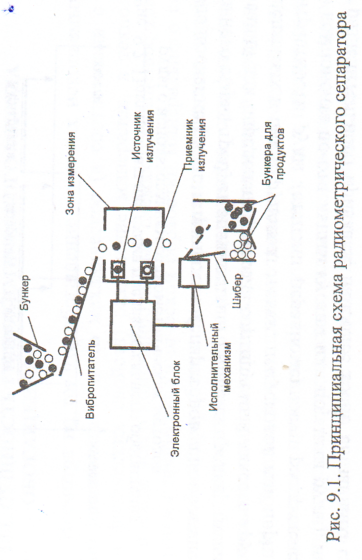 Бункер
Вибропитатель
Зона измерения
Источник
излучения
Приемник
излучения
Электронный блок
Исполнительный
механизм
Шибер
Бункера для
продуктов
Рис. 9.1. Принципиальная схема радиометрического сепаратора